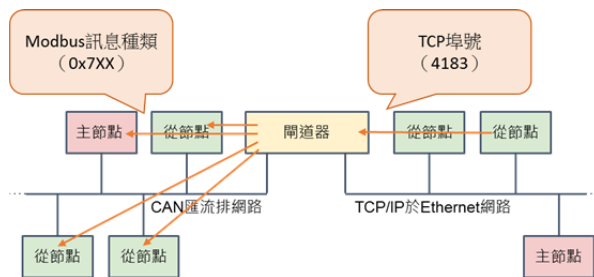 Modbus訊息種類
（0x7XX）
TCP埠號
（4183）
主節點
從節點
閘道器
從節點
從節點
CAN匯流排網路
TCP/IP於Ethernet網路
從節點
從節點
主節點